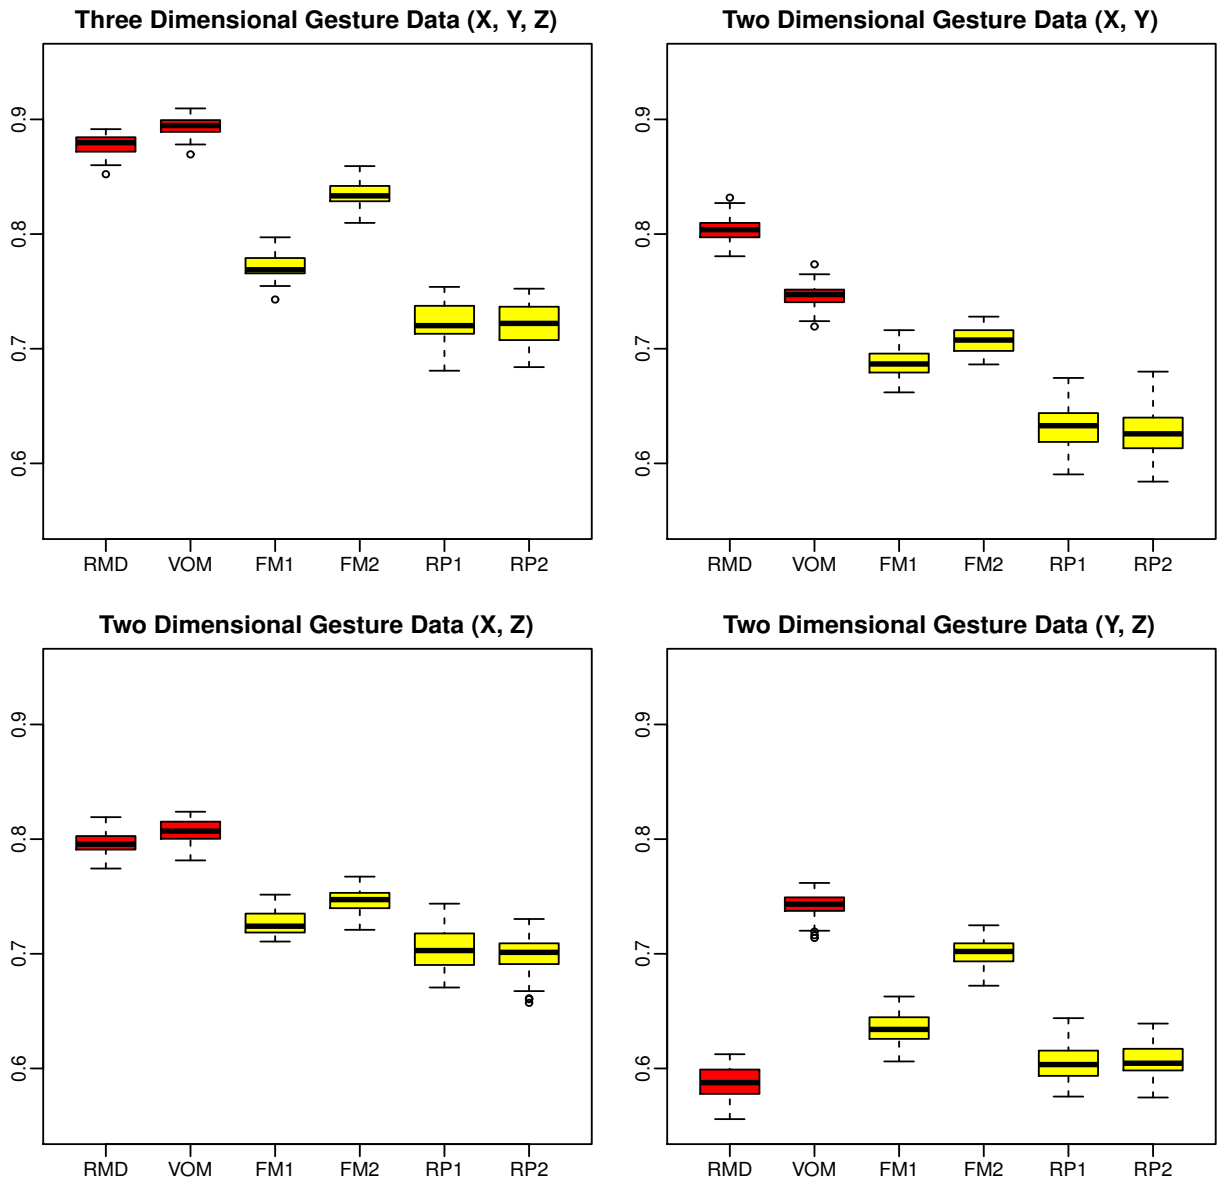 Three Dimensional Gesture Data (X, Y, Z)
0.9
0.8
0.7
0.6
RMD VOM FM1 FM2 RP1 RP2
Two Dimensional Gesture Data (X, Y)
0.9
0.8
0.7
0.6
RMD VOM FM1 FM2 RP1 RP2
Two Dimensional Gesture Data (X, Z)
0.9
0.8
0.7
0.6
RMD VOM FM1 FM2 RP1 RP2
Two Dimensional Gesture Data (Y, Z)
0.9
0.8
0.7
0.6
RMD VOM FM1 FM2 RP1 RP2